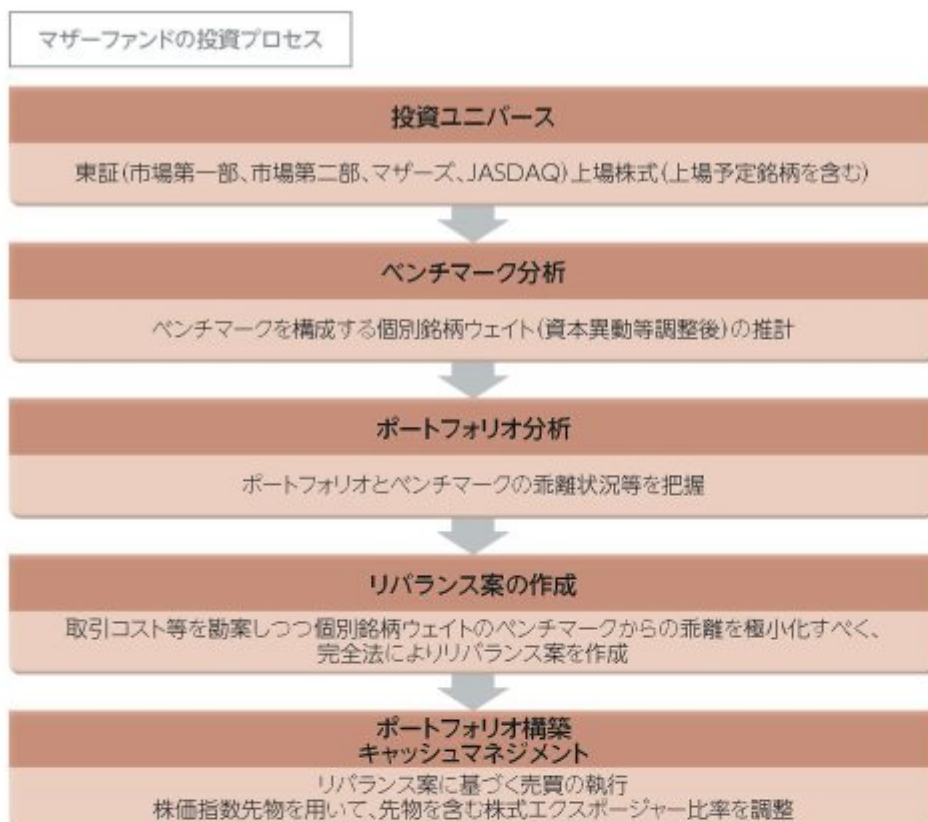 マザーファンドの投資プロセス
投資ユニバース
東証(市場第一部、市場第二部、マザーズ、JASDAQ)上場株式(上場予定銘柄を含む)
ベンチマーク分析
ベンチマークを構成する個別銘柄ウェイト(資本異動等調整後)の推計
ポートフォリオ分析
ポートフォリオとベンチマークの乖離状況等を把握
リバランス案の作成
取引コスト等を勘案しつつ個別銘柄ウェイトのベンチマークからの乖離を極小化すべく、
完全法によりリバランス案を作成
ポートフォリオ構築
キャッシュマネジメント
リバランス案に基づく売買の執行
株価指数先物を用いて、先物を含む株式エクスポージャー比率を調整